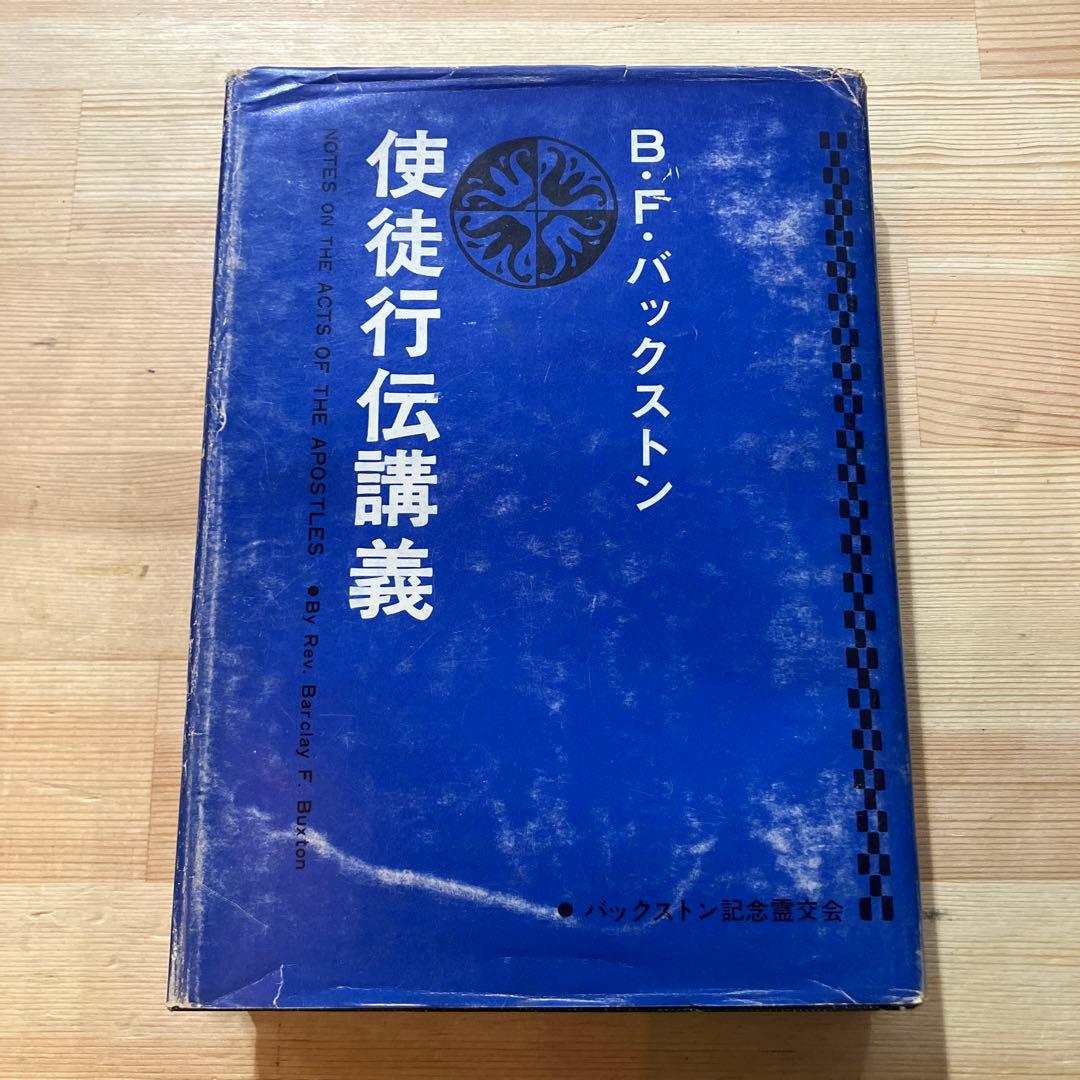 B・F・バックストン
使徒行伝講義
NOTES ON THE ACTS OF THE APOSTLES ●By Rev. Barclay F. Buxton
● バックストン記念霊交会